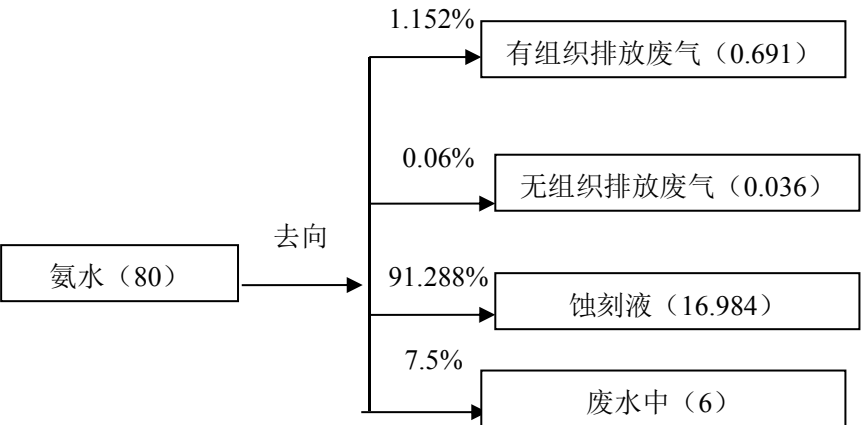 1.152%
有组织排放废气（0.691）
0.06%
无组织排放废气（0.036）
去向
氨水（80）
91.288%
蚀刻液（16.984）
7.5%
废水中（6）